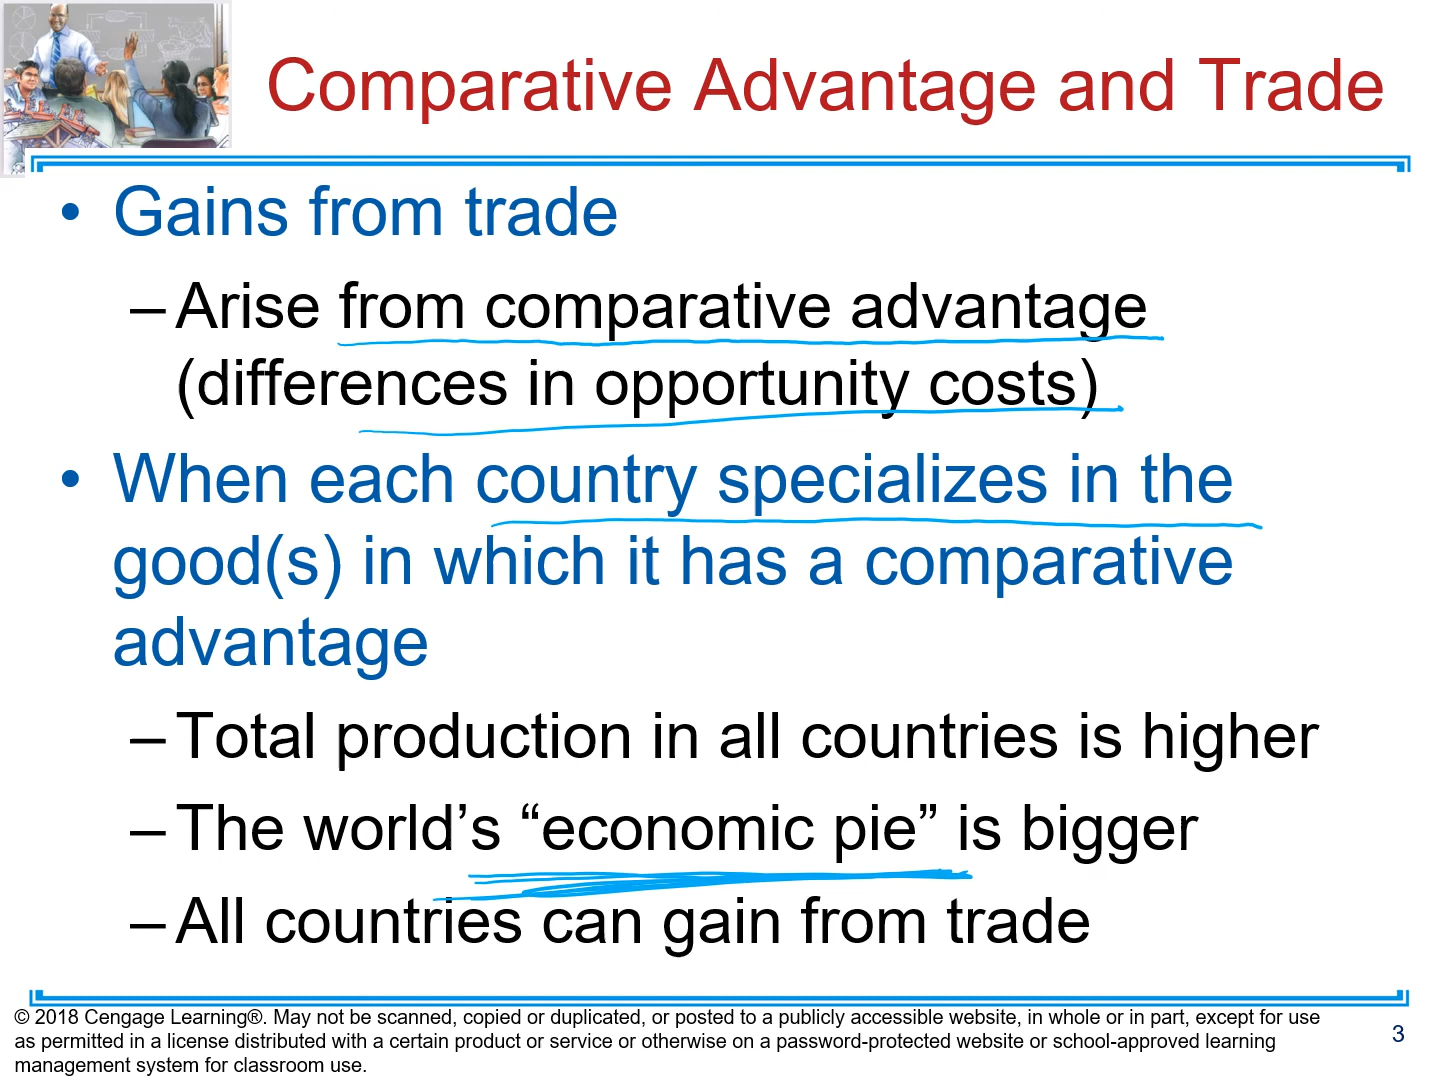 Comparative Advantage and Trade
• Gains from trade
– Arise from comparative advantage
(differences in opportunity costs)
• When each country specializes in the
good(s) in which it has a comparative
advantage
– Total production in all countries is higher
– The world’s “economic pie” is bigger
– All countries can gain from trade
© 2018 Cengage Learning®. May not be scanned, copied or duplicated, or posted to a publicly accessible website, in whole or in part, except for use
as permitted in a license distributed with a certain product or service or otherwise on a password-protected website or school-approved learning
management system for classroom use.
3